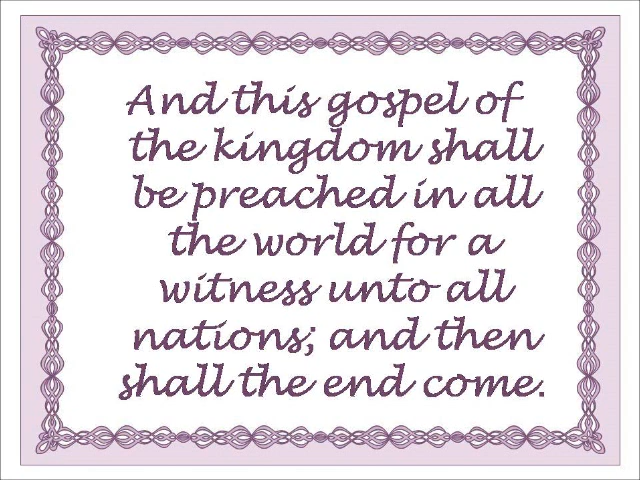 And this gospel of
the kingdom shall
be preached in all
the world for a
witness unto all
nations; and then
shall the end come.